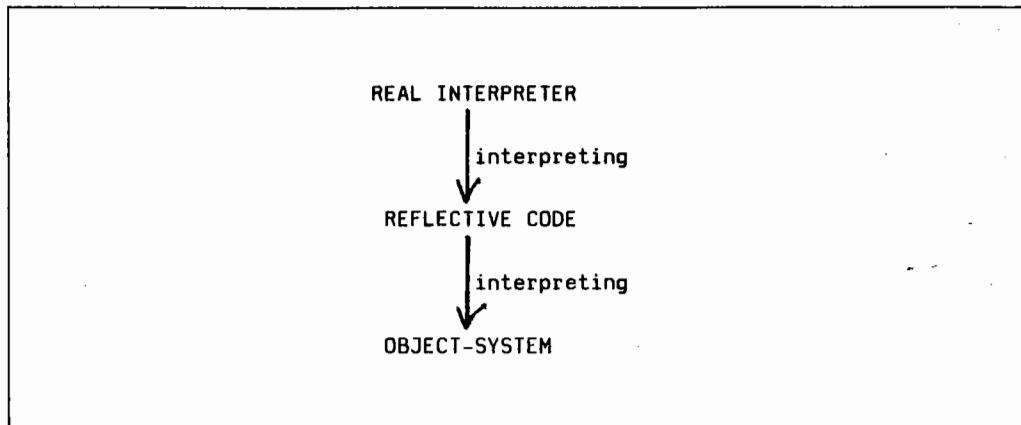 REAL INTERPRETER
interpreting
REFLECTIVE CODE
interpreting
OBJECT-SYSTEM